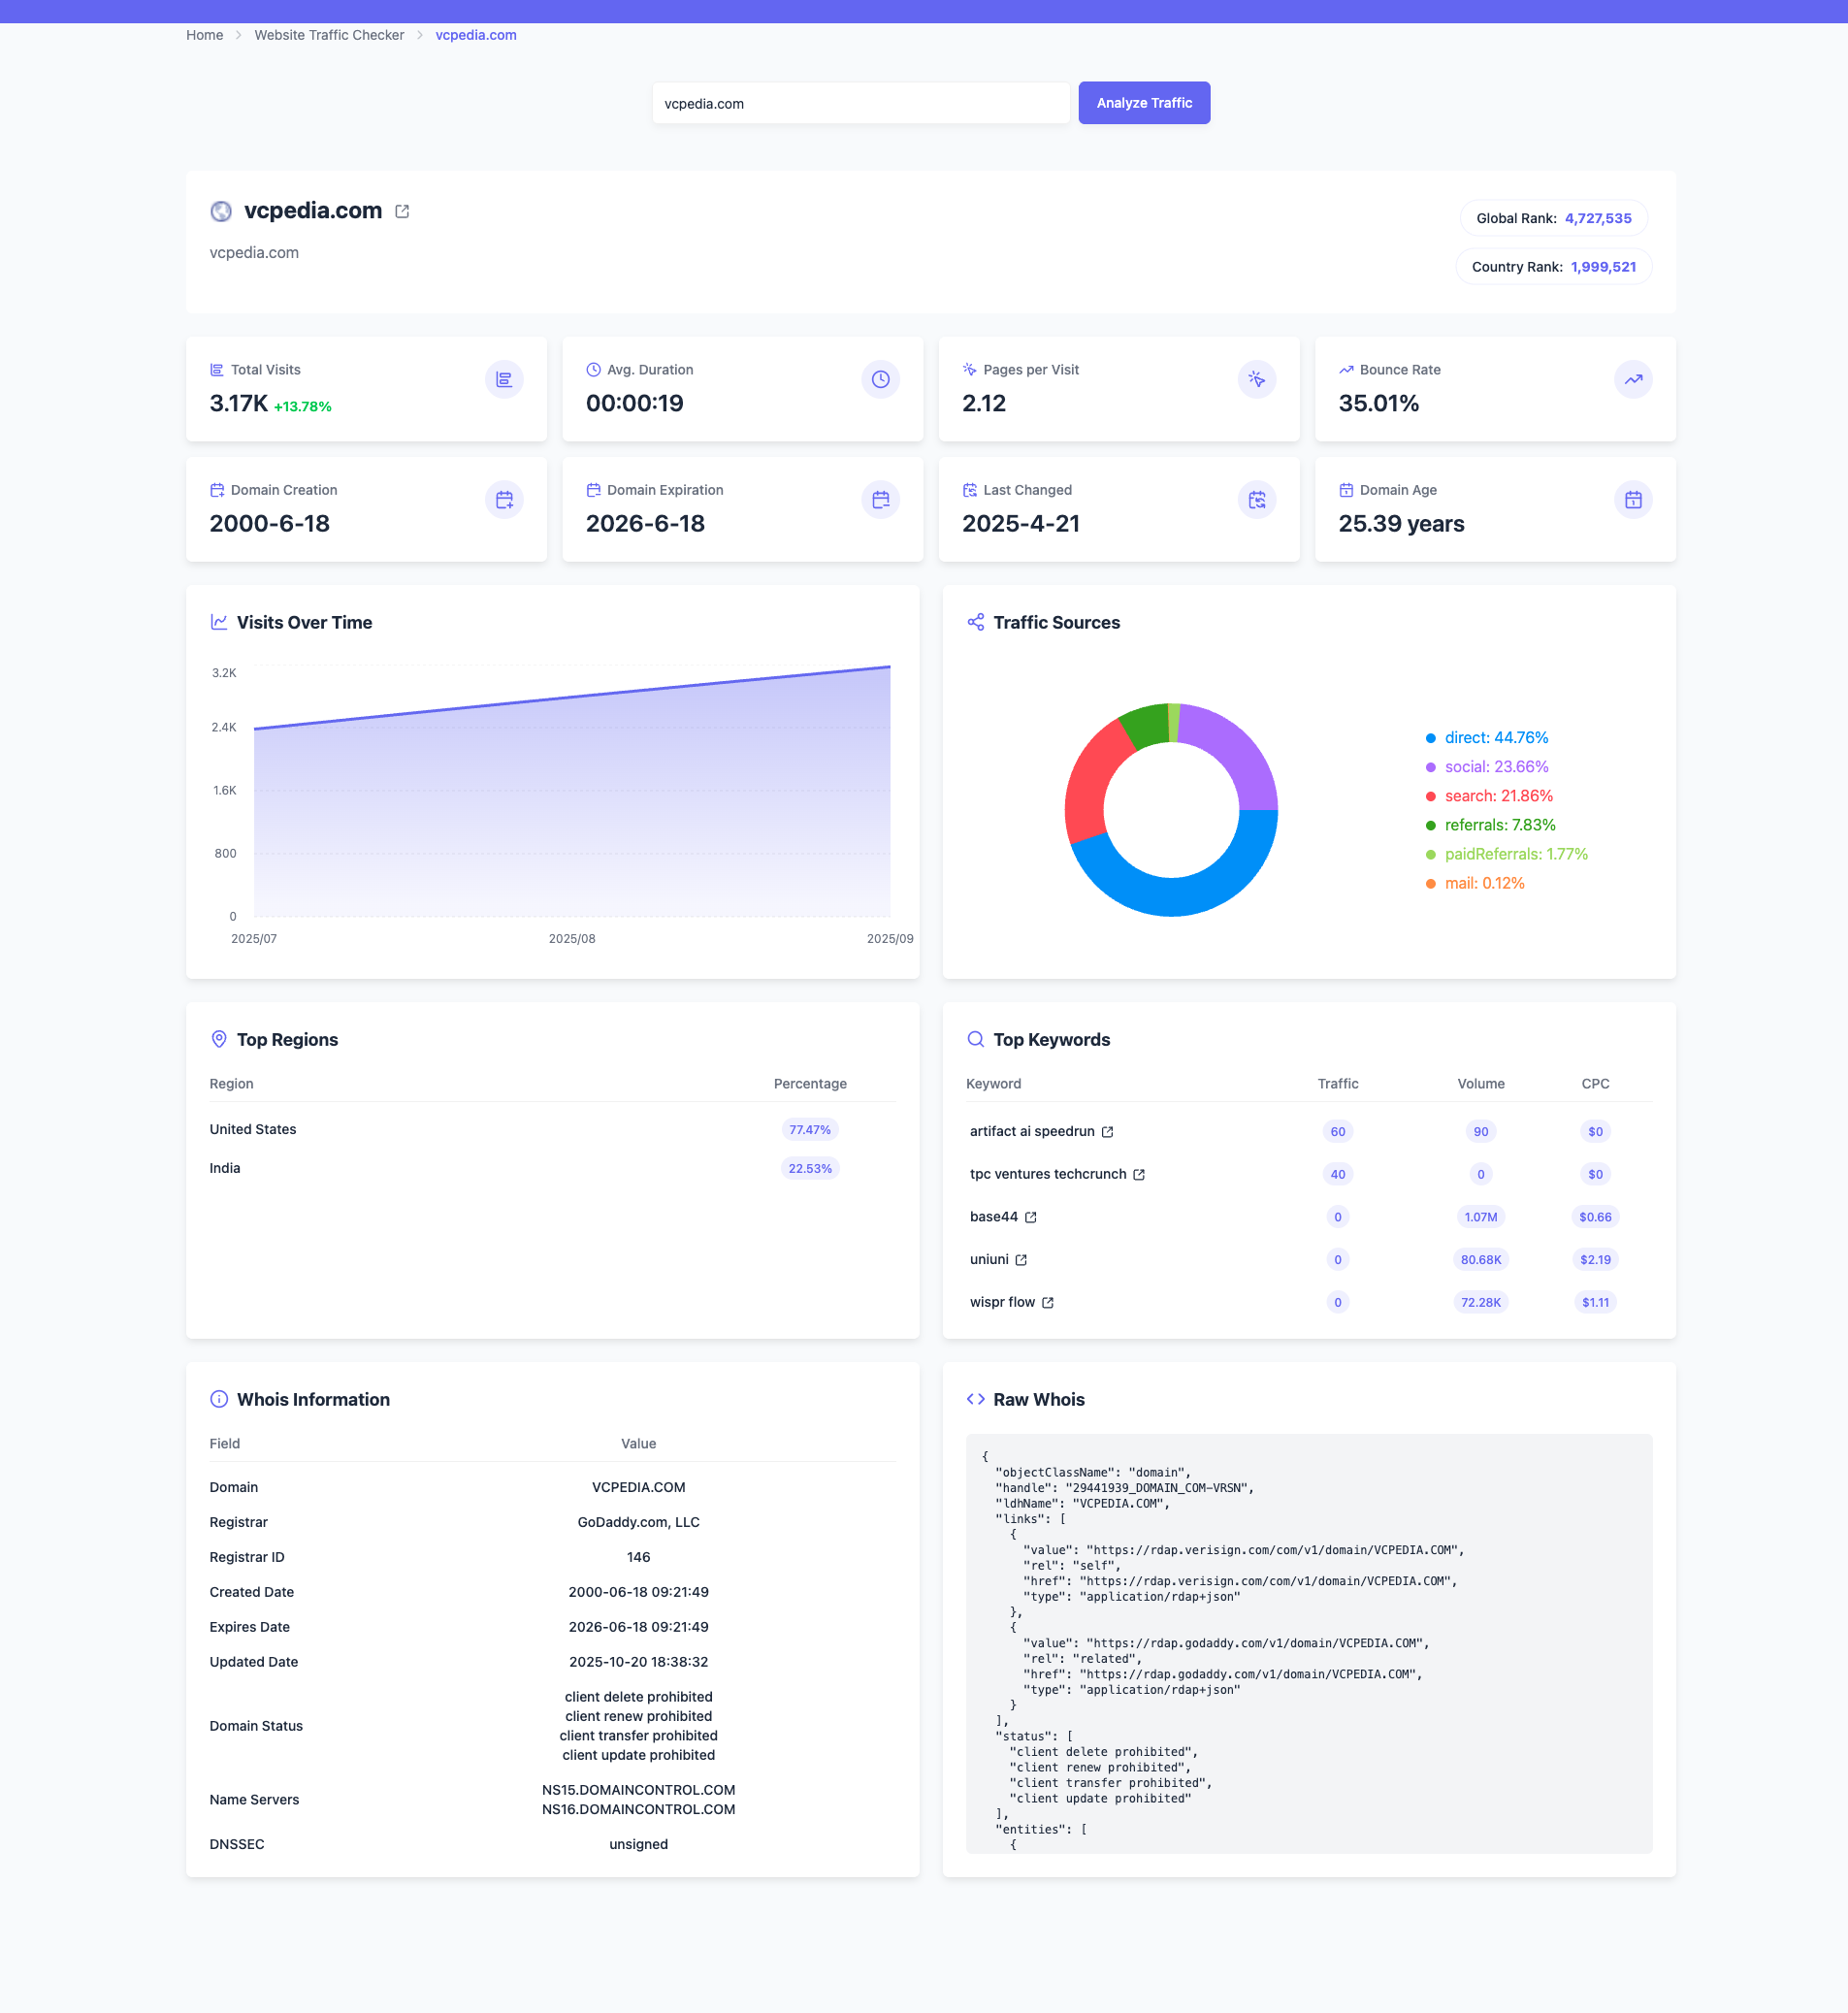 Home > Website Traffic Checker > vcpedia.com
vcpedia.com
Analyze Traffic
vcpedia.com
vcpedia.com
Global Rank: 4,727,535
Country Rank: 1,999,521
Total Visits
3.17K +13.78%
Avg. Duration
00:00:19
Pages per Visit
2.12
Bounce Rate
35.01%
Domain Creation
2000-6-18
Domain Expiration
2026-6-18
Last Changed
2025-4-21
Domain Age
25.39 years
Visits Over Time
3.2K
2.4K
1.6K
800
0
2025/07 2025/08 2025/09
Traffic Sources
direct: 44.76%
social: 23.66%
search: 21.86%
referrals: 7.83%
paidReferrals: 1.77%
mail: 0.12%
Top Regions
Region Percentage
United States 77.47%
India 22.53%
Top Keywords
Keyword Traffic Volume CPC
artifact ai speedrun 60 90 $0
tpc ventures techcrunch 40 0 $0
base44 0 1.07M $0.66
uniuni 0 80.68K $2.19
wispr flow 0 72.28K $1.11
Whois Information
Field Value
Domain VCPEDIA.COM
Registrar GoDaddy.com, LLC
Registrar ID 146
Created Date 2000-06-18 09:21:49
Expires Date 2026-06-18 09:21:49
Updated Date 2025-10-20 18:38:32
Domain Status
client delete prohibited
client renew prohibited
client transfer prohibited
client update prohibited
Name Servers
NS15.DOMAINCONTROL.COM
NS16.DOMAINCONTROL.COM
DNSSEC unsigned
Raw Whois
{
"objectClassName": "domain",
"handle": "29441939_DOMAIN_COM-VRSN",
"ldhName": "VCPEDIA.COM",
"links": [
{
"value": "https://rdap.verisign.com/com/v1/domain/VCPEDIA.COM",
"rel": "self",
"href": "https://rdap.verisign.com/com/v1/domain/VCPEDIA.COM",
"type": "application/rdap+json"
},
{
"value": "https://rdap.godaddy.com/v1/domain/VCPEDIA.COM",
"rel": "related",
"href": "https://rdap.godaddy.com/v1/domain/VCPEDIA.COM",
"type": "application/rdap+json"
}
],
"status": [
"client delete prohibited",
"client renew prohibited",
"client transfer prohibited",
"client update prohibited"
],
"entities": [
{